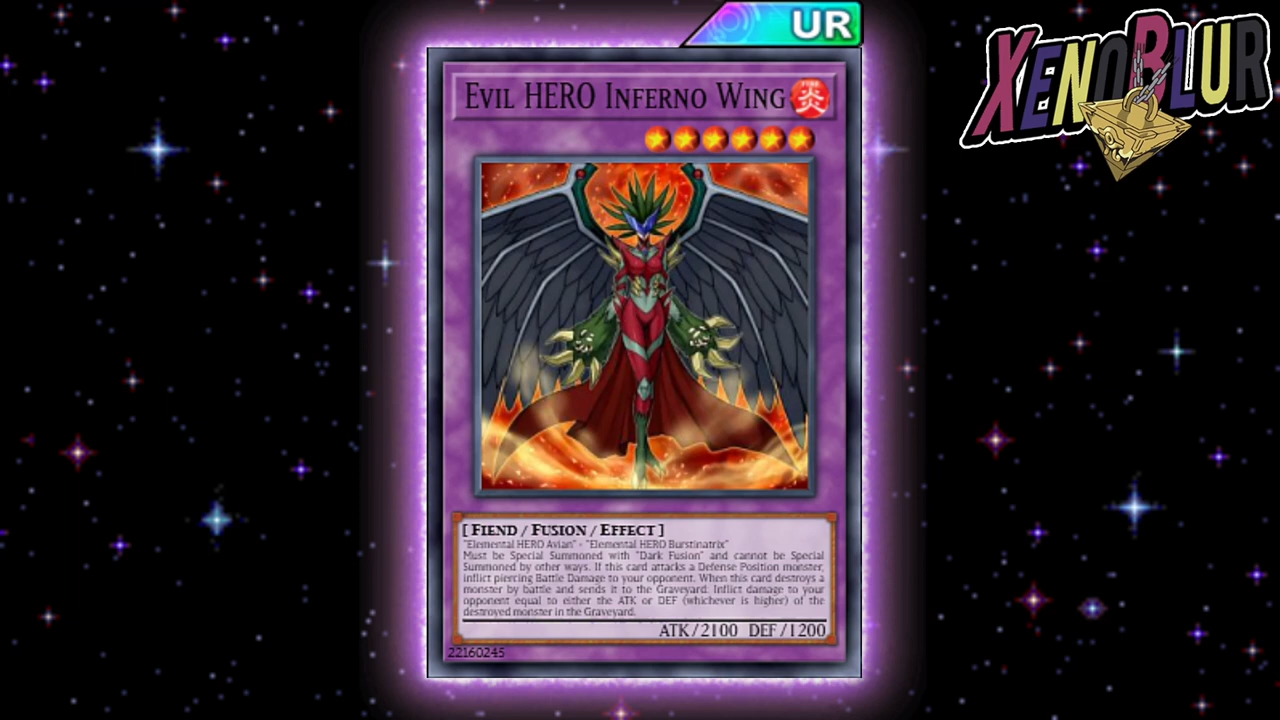 UR
XENOBLUR
EVIL HERO INFERNO WING
FIRE
炎
[ FIEND / FUSION / EFFECT ]
"Elemental HERO Avian" - "Elemental HERO Burstinatrix"
Must be Special Summoned with "Dark Fusion" and cannot be Special
Summoned by other ways. If this card attacks a Defense Position monster,
inflict piercing Battle Damage to your opponent. When this card destroys a
monster by battle and sends it to the Graveyard. Inflict damage to your
opponent equal to either the ATK or DEF (whichever is higher) of the
destroyed monster in the Graveyard.
ATK/2100 DEF/1200
22160245